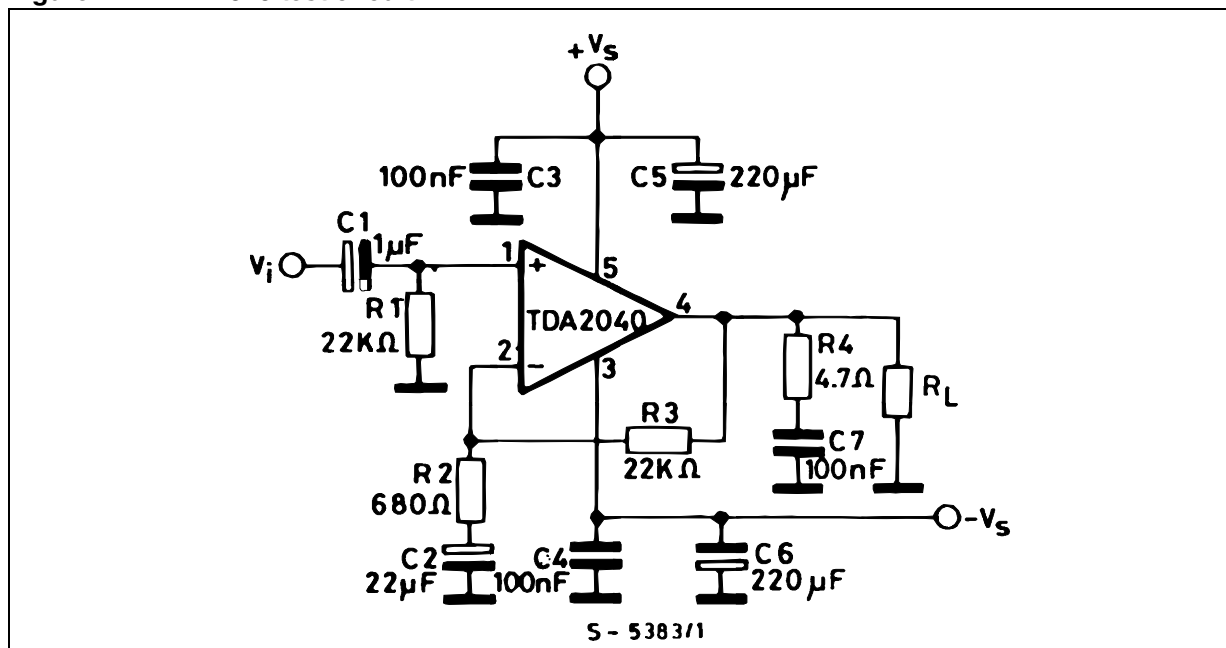 +Vs
100nF C3
C5 220µF
C1
1µF
Vi
1
+
5
R1
22KΩ
TDA2040
4
2
−
3
R4
4.7Ω
RL
R3
22KΩ
C7
100nF
R2
680Ω
-Vs
C2
22µF
C4
100nF
C6
220µF
S - 5383/1